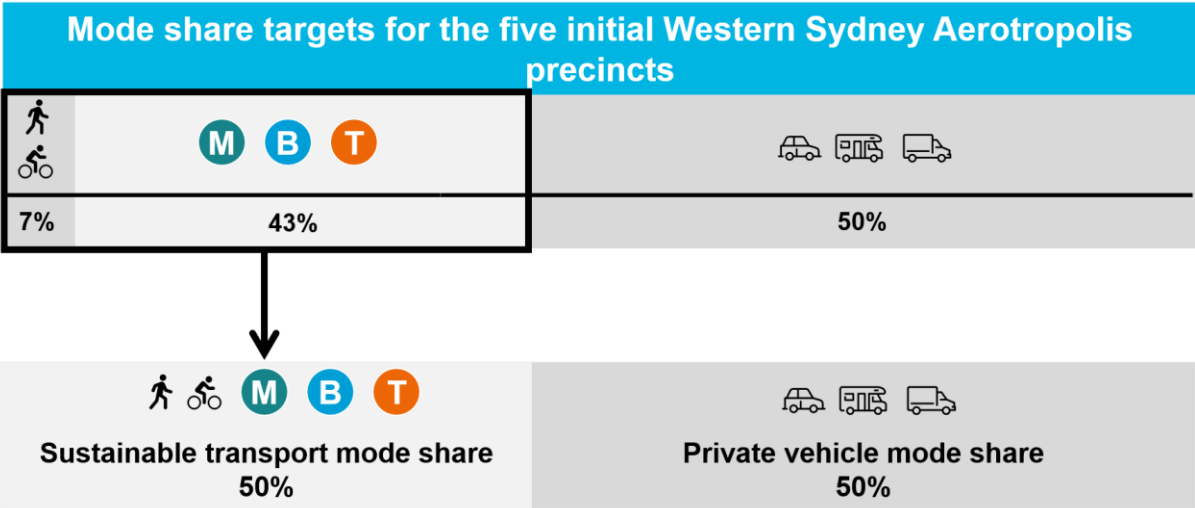 Mode share targets for the five initial Western Sydney Aerotropolis
precincts
M B T
7%
43%
50%
M B T
Sustainable transport mode share
50%
Private vehicle mode share
50%